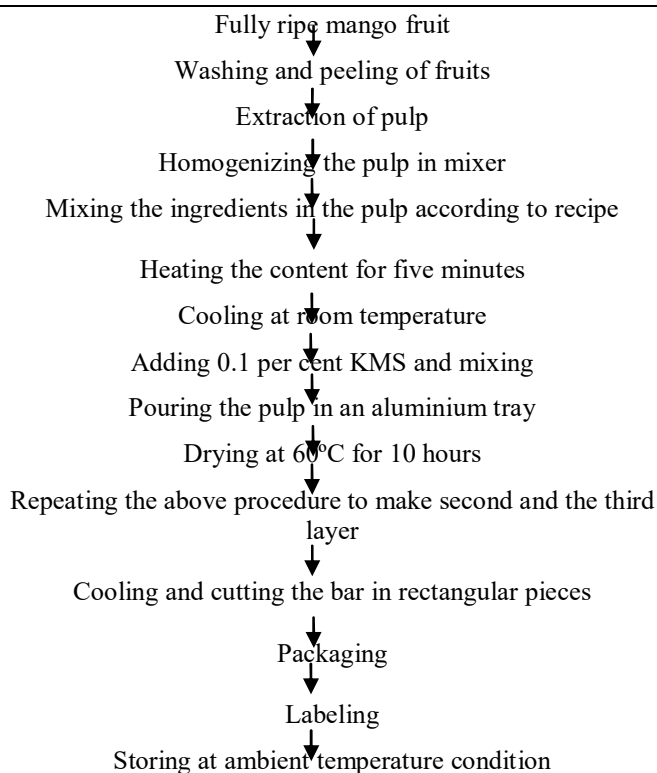 Fully ripe mango fruit
Washing and peeling of fruits
Extraction of pulp
Homogenizing the pulp in mixer
Mixing the ingredients in the pulp according to recipe
Heating the content for five minutes
Cooling at room temperature
Adding 0.1 per cent KMS and mixing
Pouring the pulp in an aluminium tray
Drying at 60ºC for 10 hours
Repeating the above procedure to make second and the third
layer
Cooling and cutting the bar in rectangular pieces
Packaging
Labeling
Storing at ambient temperature condition